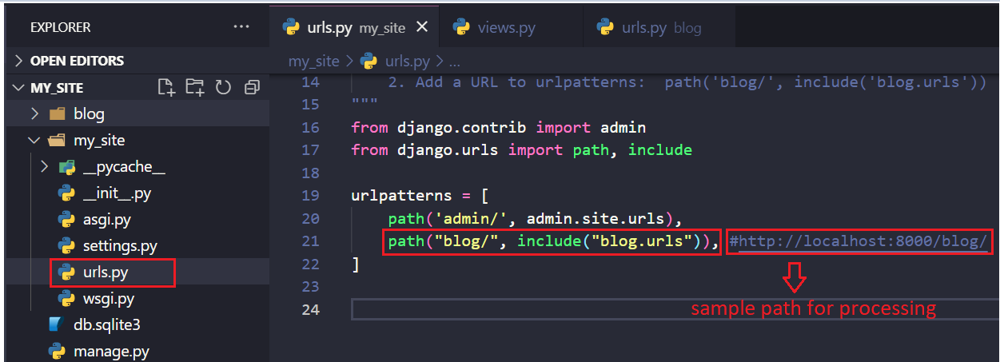 EXPLORER ...
OPEN EDITORS
MY_SITE
blog
my_site
__pycache__
__init__.py
asgi.py
settings.py
urls.py
wsgi.py
db.sqlite3
manage.py
urls.py my_site
views.py
urls.py blog
my_site > urls.py > ...
14 2. Add a URL to urlpatterns:  path('blog/', include('blog.urls'))
15 """
16 from django.contrib import admin
17 from django.urls import path, include
18
19 urlpatterns = [
20     path('admin/', admin.site.urls),
21     path("blog/", include("blog.urls")), #http://localhost:8000/blog/
22 ]
23
24
sample path for processing